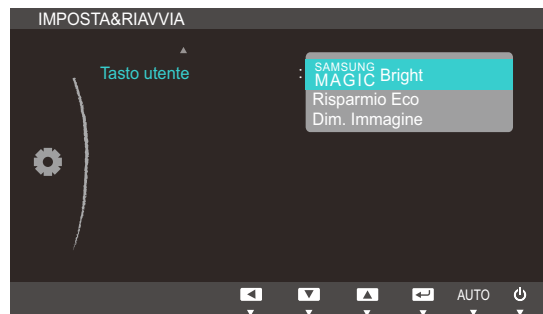 IMPOSTA&RIAVVIA
Tasto utente : SAMSUNG MAGIC Bright
Risparmio Eco
Dim. Immagine
AUTO